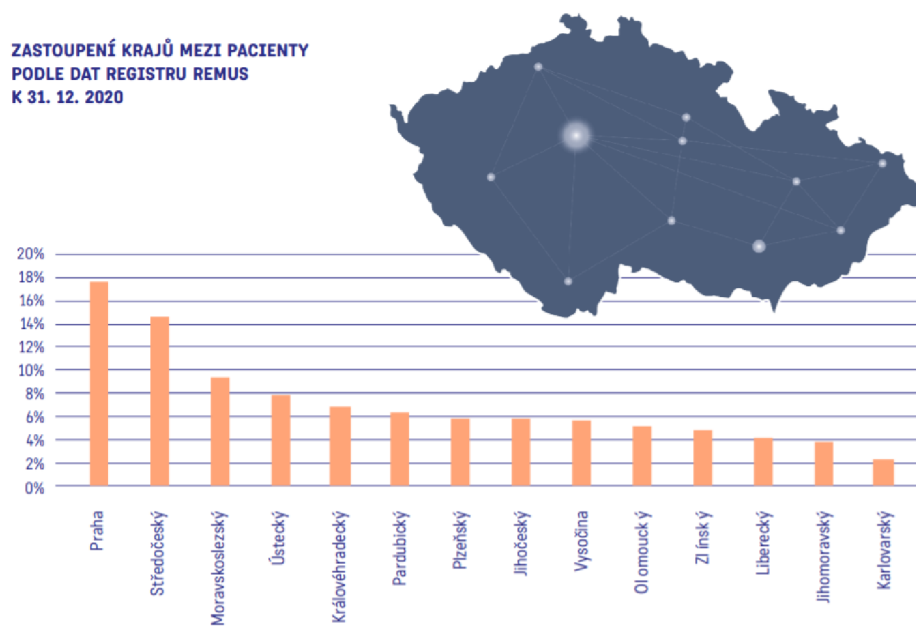 ZASTOUPENÍ KRAJŮ MEZI PACIENTY
PODLE DAT REGISTRU REMUS
K 31. 12. 2020
20%
18%
16%
14%
12%
10%
8%
6%
4%
2%
0%
Praha
Středočeský
Moravskoslezský
Ústecký
Královéhradecký
Pardubický
Plzeňský
Jihočeský
Vysočina
Ol omouck ý
Zl ínsk ý
Liberecký
Jihomoravský
Karlovarský